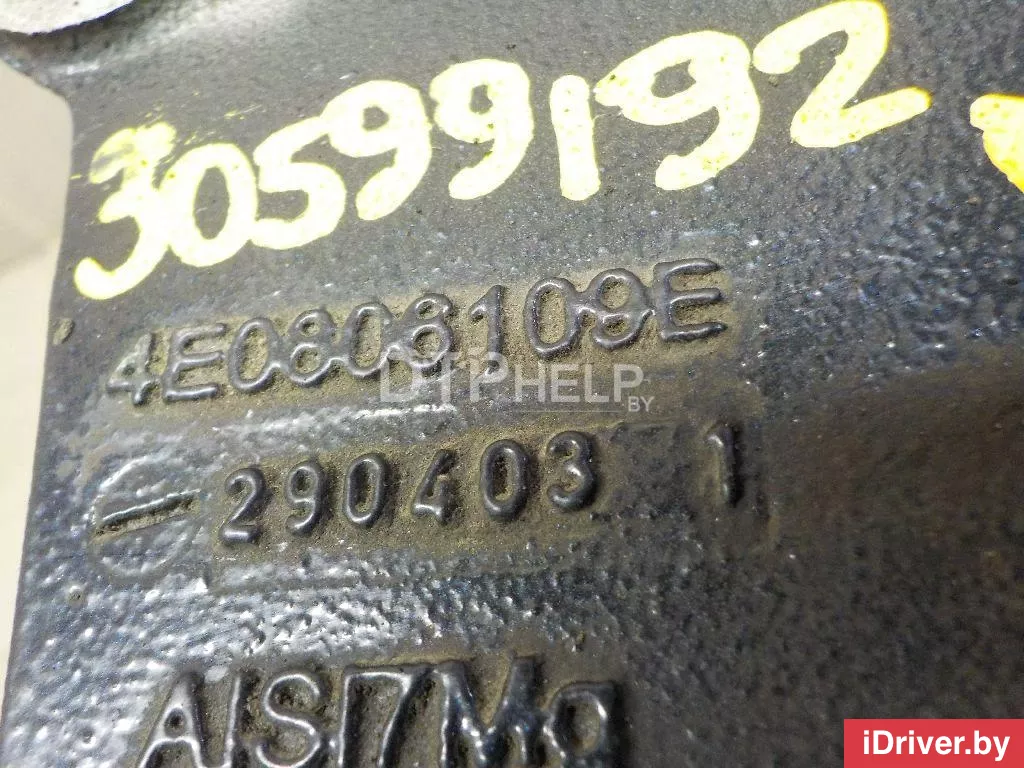 30599192
4E0808109E
DTPHELP
BY
290403 1
AlSi7Mg
iDriver.by